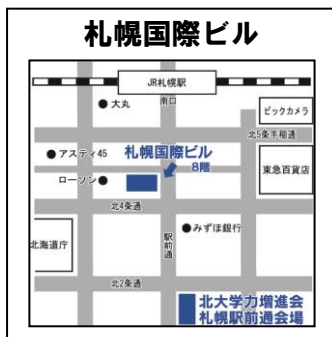 札幌国際ビル
JR札幌駅
南口
大丸
ビックカメラ
北5条手稲通
アスティ45
札幌国際ビル
8階
東急百貨店
ローソン
北4条通
みずほ銀行
北海道庁
駅前通
北2条通
北大学力増進会
札幌駅前通会場